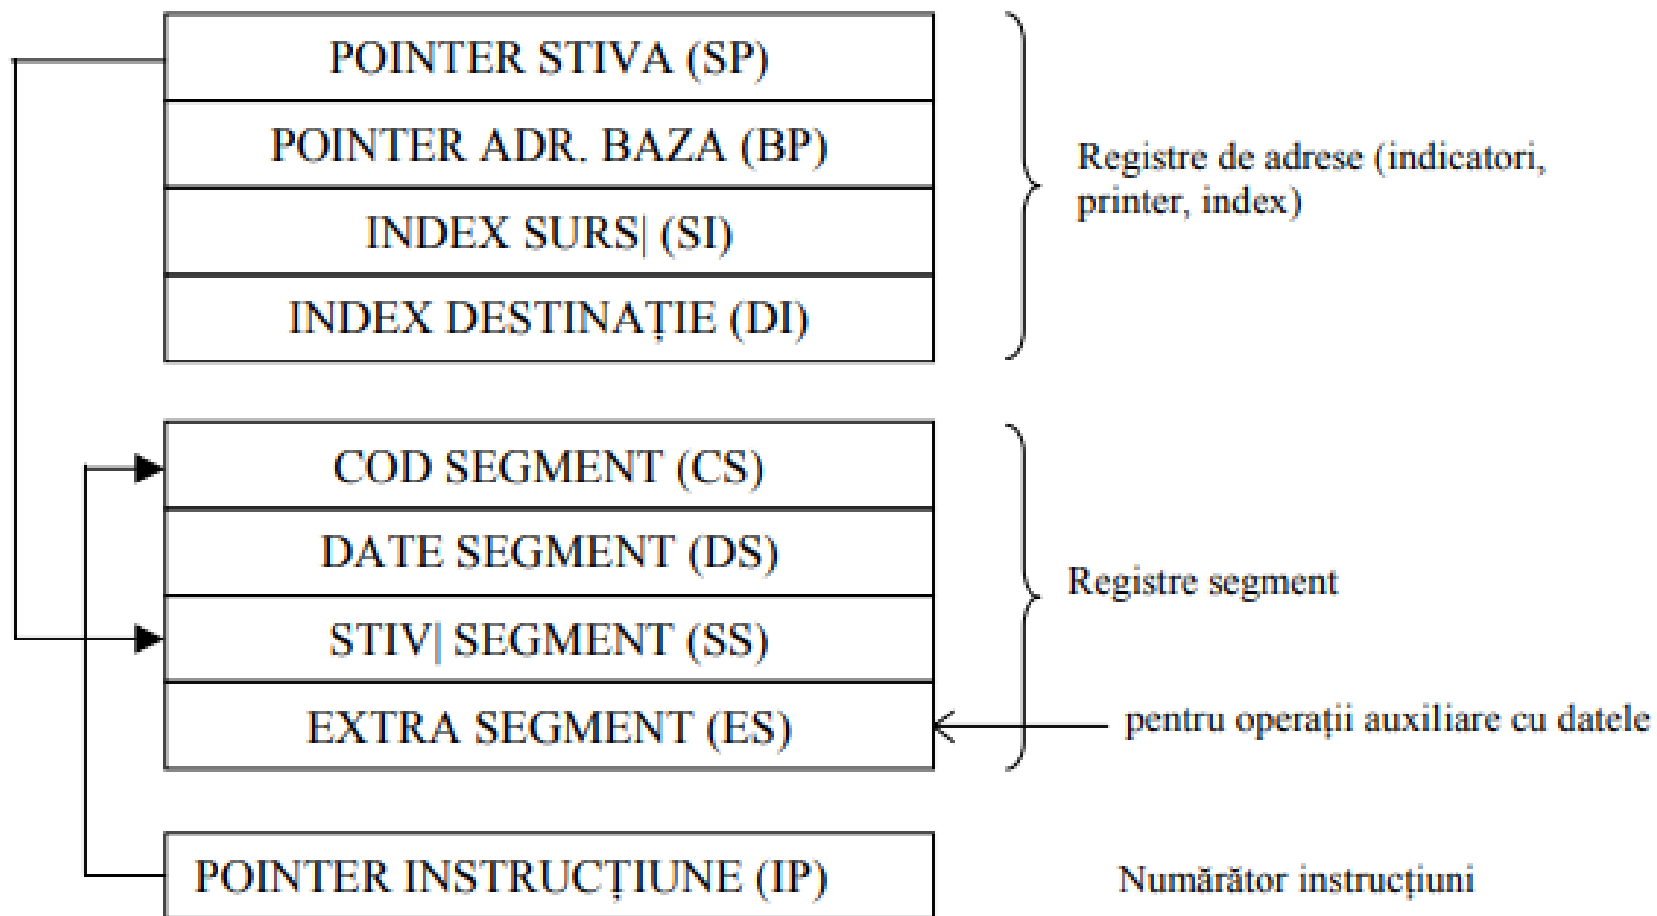 POINTER STIVA (SP)
POINTER ADR. BAZA (BP)
INDEX SURS| (SI)
INDEX DESTINAȚIE (DI)
Registre de adrese (indicatori,
printer, index)
COD SEGMENT (CS)
DATE SEGMENT (DS)
STIV| SEGMENT (SS)
EXTRA SEGMENT (ES)
Registre segment
pentru operații auxiliare cu datele
POINTER INSTRUCȚIUNE (IP)
Numărător instrucțiuni